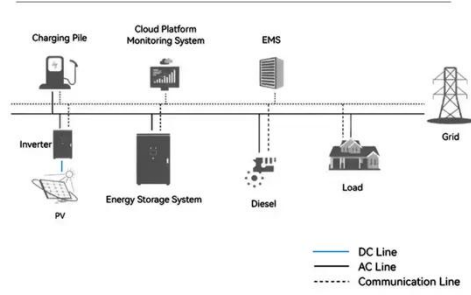 Charging Pile
Cloud Platform
Monitoring System
EMS
Grid
Inverter
PV
Energy Storage System
Diesel
Load
DC Line
AC Line
Communication Line